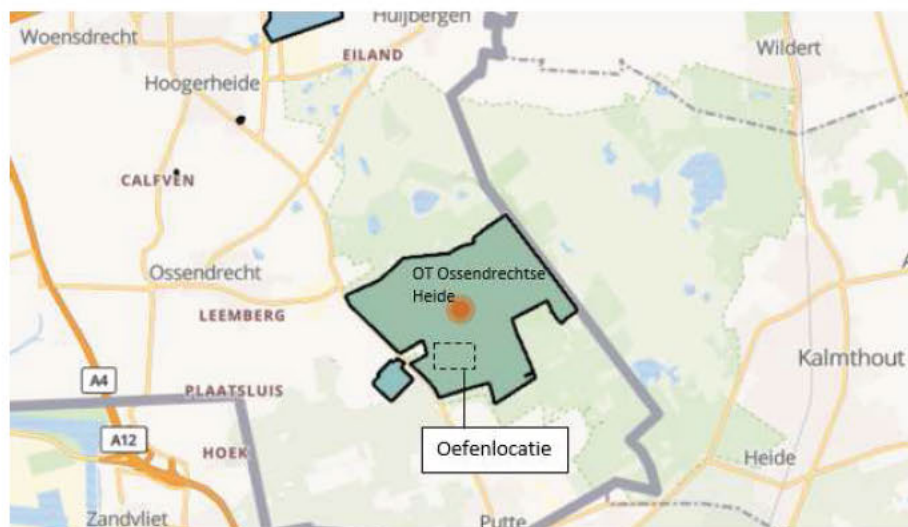 Huijbergen
Woensdrecht
EILAND
Wildert
Hoogerheide
CALFVEN
Ossendrecht
OT Ossendrechtse
Heide
LEEMBERG
Kalmthout
A4
PLAATSLUIS
A12
HOEK
Oefenlocatie
Heide
Zandvliet
Putte